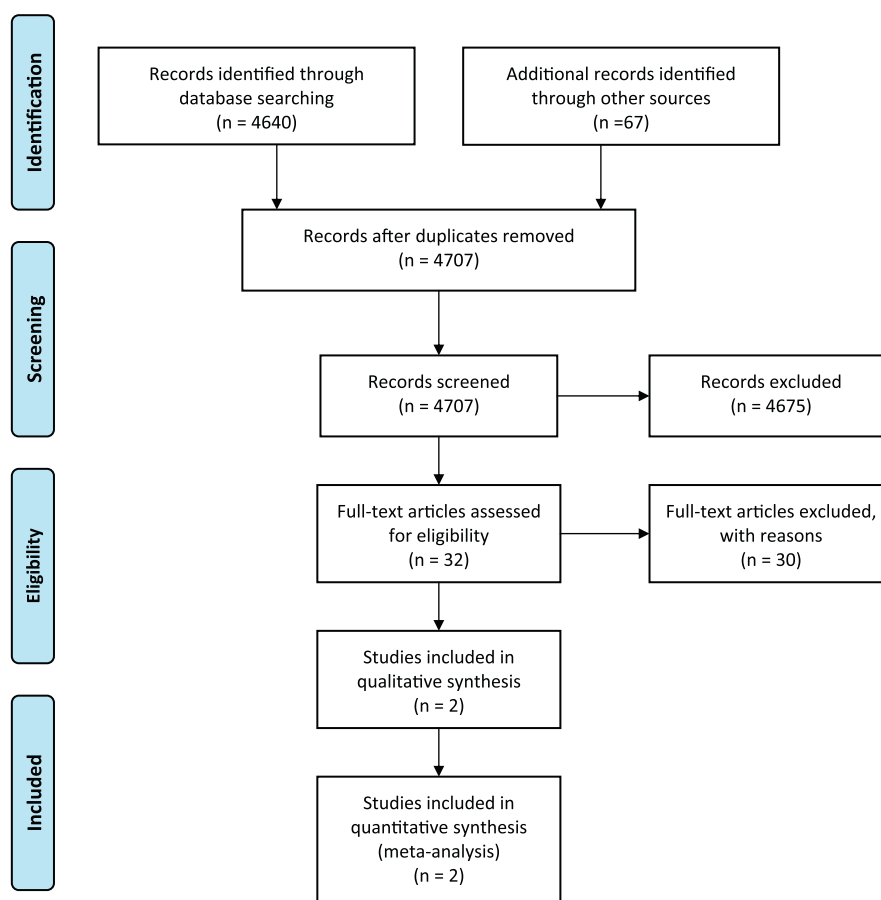 Identification
Records identified through
database searching
(n = 4640)
Additional records identified
through other sources
(n =67)
Records after duplicates removed
(n = 4707)
Screening
Records screened
(n = 4707)
Records excluded
(n = 4675)
Eligibility
Full-text articles assessed
for eligibility
(n = 32)
Full-text articles excluded,
with reasons
(n = 30)
Studies included in
qualitative synthesis
(n = 2)
Included
Studies included in
quantitative synthesis
(meta-analysis)
(n = 2)